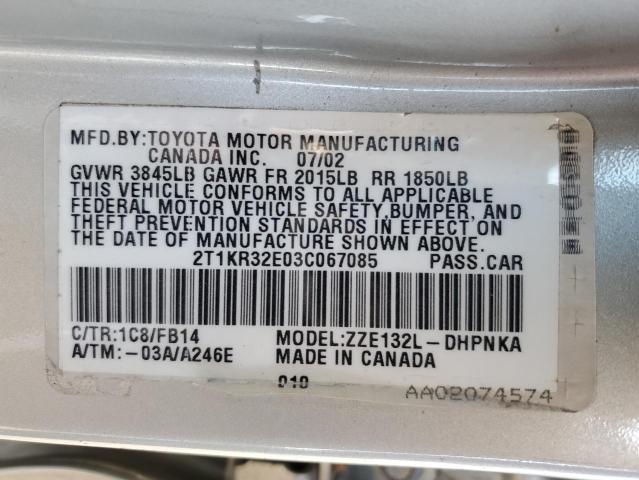 MFD.BY:TOYOTA MOTOR MANUFACTURING
CANADA INC. 07/02
GVWR 3845LB GAWR FR 2015LB RR 1850LB
THIS VEHICLE CONFORMS TO ALL APPLICABLE
FEDERAL MOTOR VEHICLE SAFETY,BUMPER, AND
THEFT PREVENTION STANDARDS IN EFFECT ON
THE DATE OF MANUFACTURE SHOWN ABOVE.
2T1KR32E03C067085 PASS.CAR
C/TR:1C8/FB14 MODEL:ZZE132L-DHPNKA
A/TM:-03A/A246E MADE IN CANADA
010
AA02074574